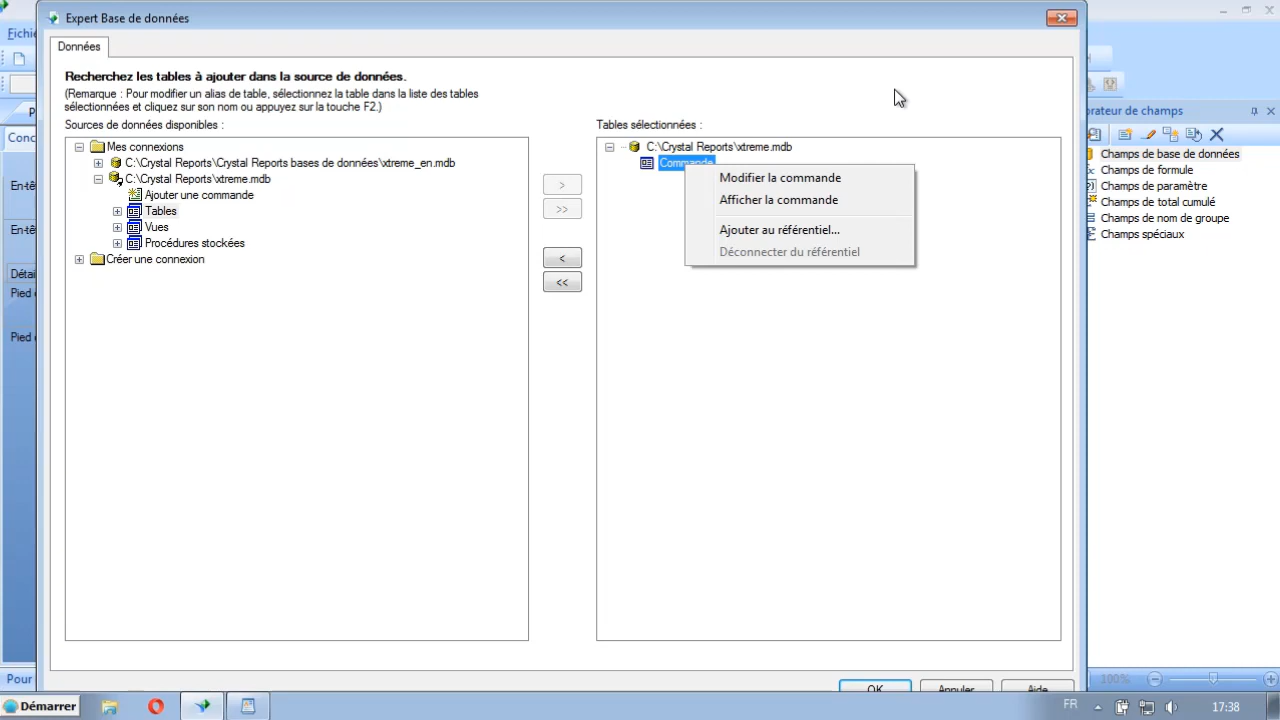 Expert Base de données
Fichie
Données
Recherchez les tables à ajouter dans la source de données.
(Remarque : Pour modifier un alias de table, sélectionnez la table dans la liste des tables
sélectionnées et cliquez sur son nom ou appuyez sur la touche F2.)
Sources de données disponibles :
Tables sélectionnées :
Mes connexions
C:\Crystal Reports\Crystal Reports bases de données\xtreme_en.mdb
C:\Crystal Reports\xtreme.mdb
Ajouter une commande
Tables
Vues
Procédures stockées
Créer une connexion
>
>>
<
<<
C:\Crystal Reports\xtreme.mdb
Commande
Modifier la commande
Afficher la commande
Ajouter au référentiel...
Déconnecter du référentiel
OK
Annuler
Aide
P
Conc
En-têt
En-têt
Détai
Pied d
Pied d
Pour
rateur de champs
Champs de base de données
Champs de formule
Champs de paramètre
Champs de total cumulé
Champs de nom de groupe
Champs spéciaux
100%
Démarrer
FR
17:38